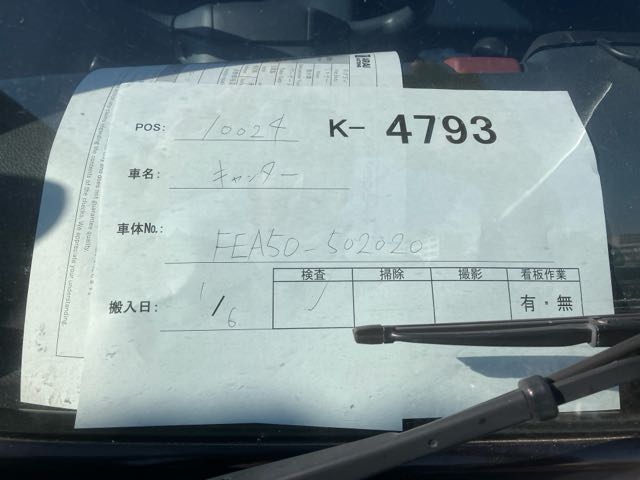 POS: 10024 K- 4793
車名: キャンター
車体No.: FEA50-502020
搬入日: 1/6
検査 掃除 撮影 看板作業
✓ 有・無